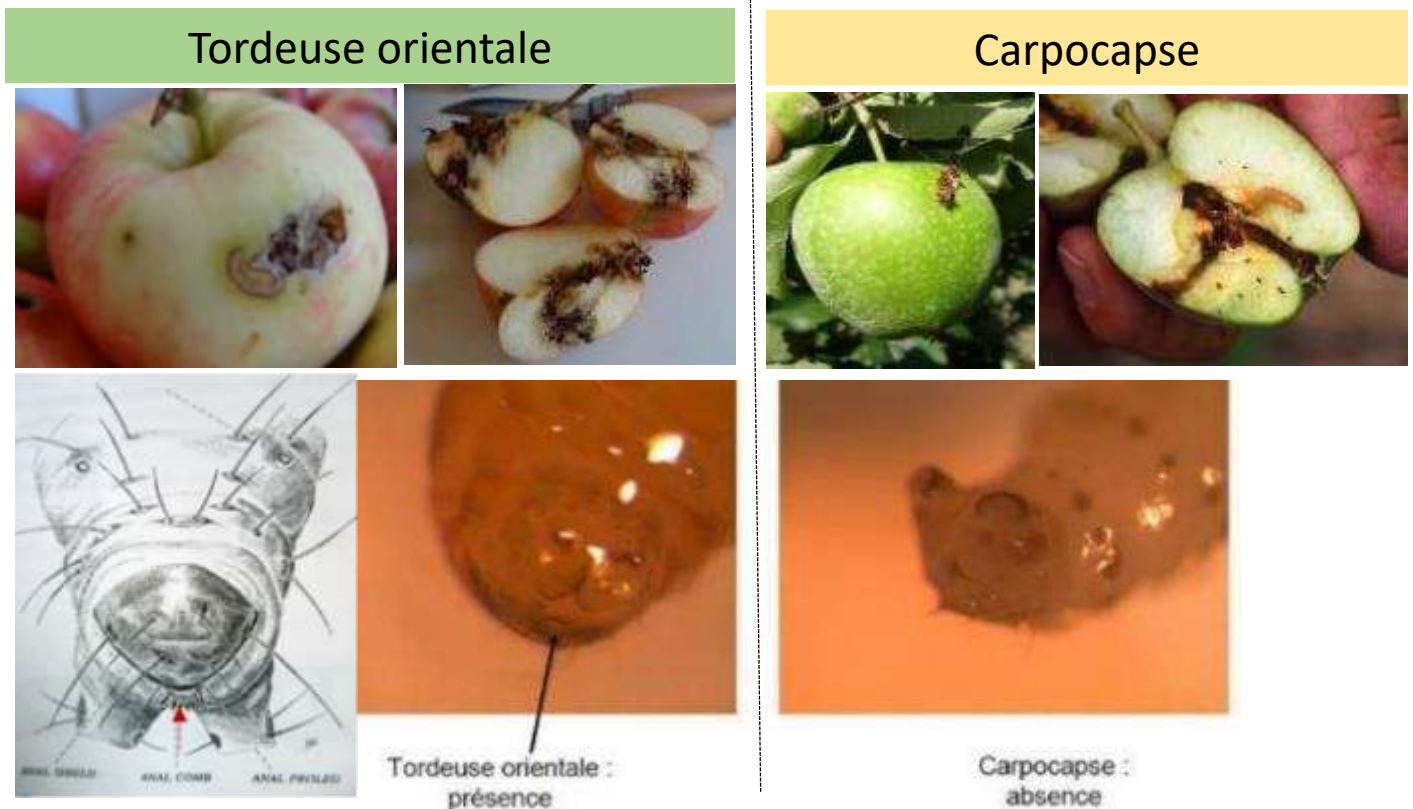 Tordeuse orientale
Carpocapse
ANAL SHIELD ANAL COMB ANAL PROLEG
Tordeuse orientale :
présence
Carpocapse :
absence